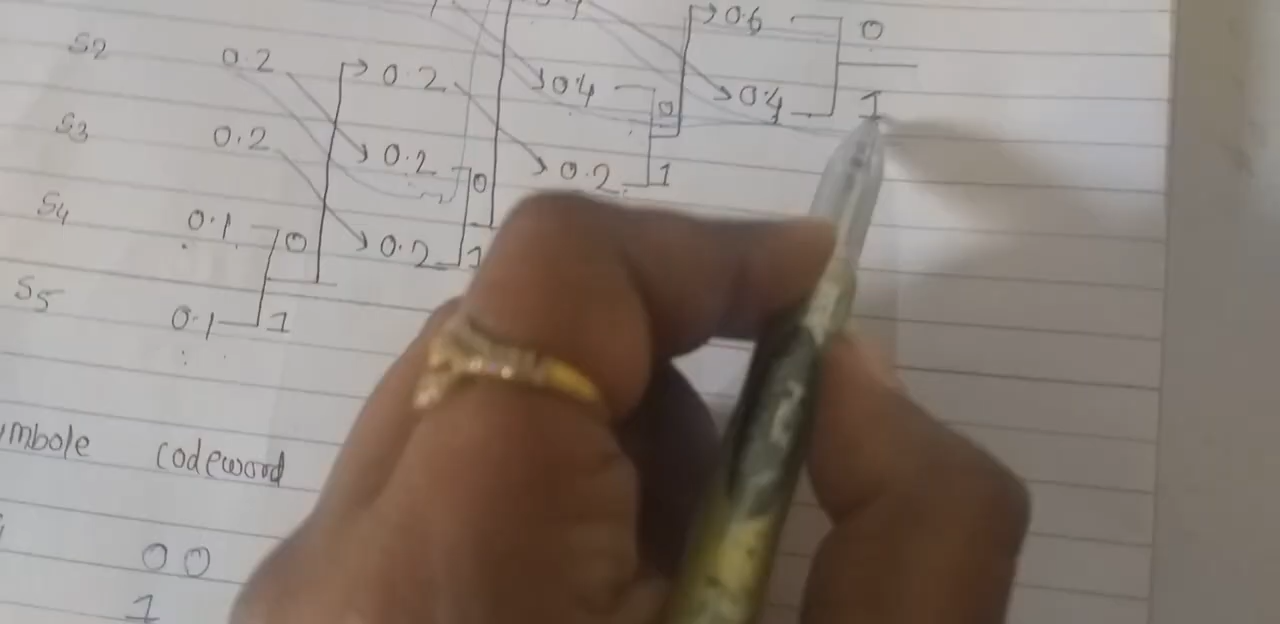 0.6 0
S2 0.2 0.2 0.4 0 0.4 1
S3 0.2 0.2 0 0.2 1
S4 0.1 0 0.2 1
S5 0.1 1
mbole codeword
00
1